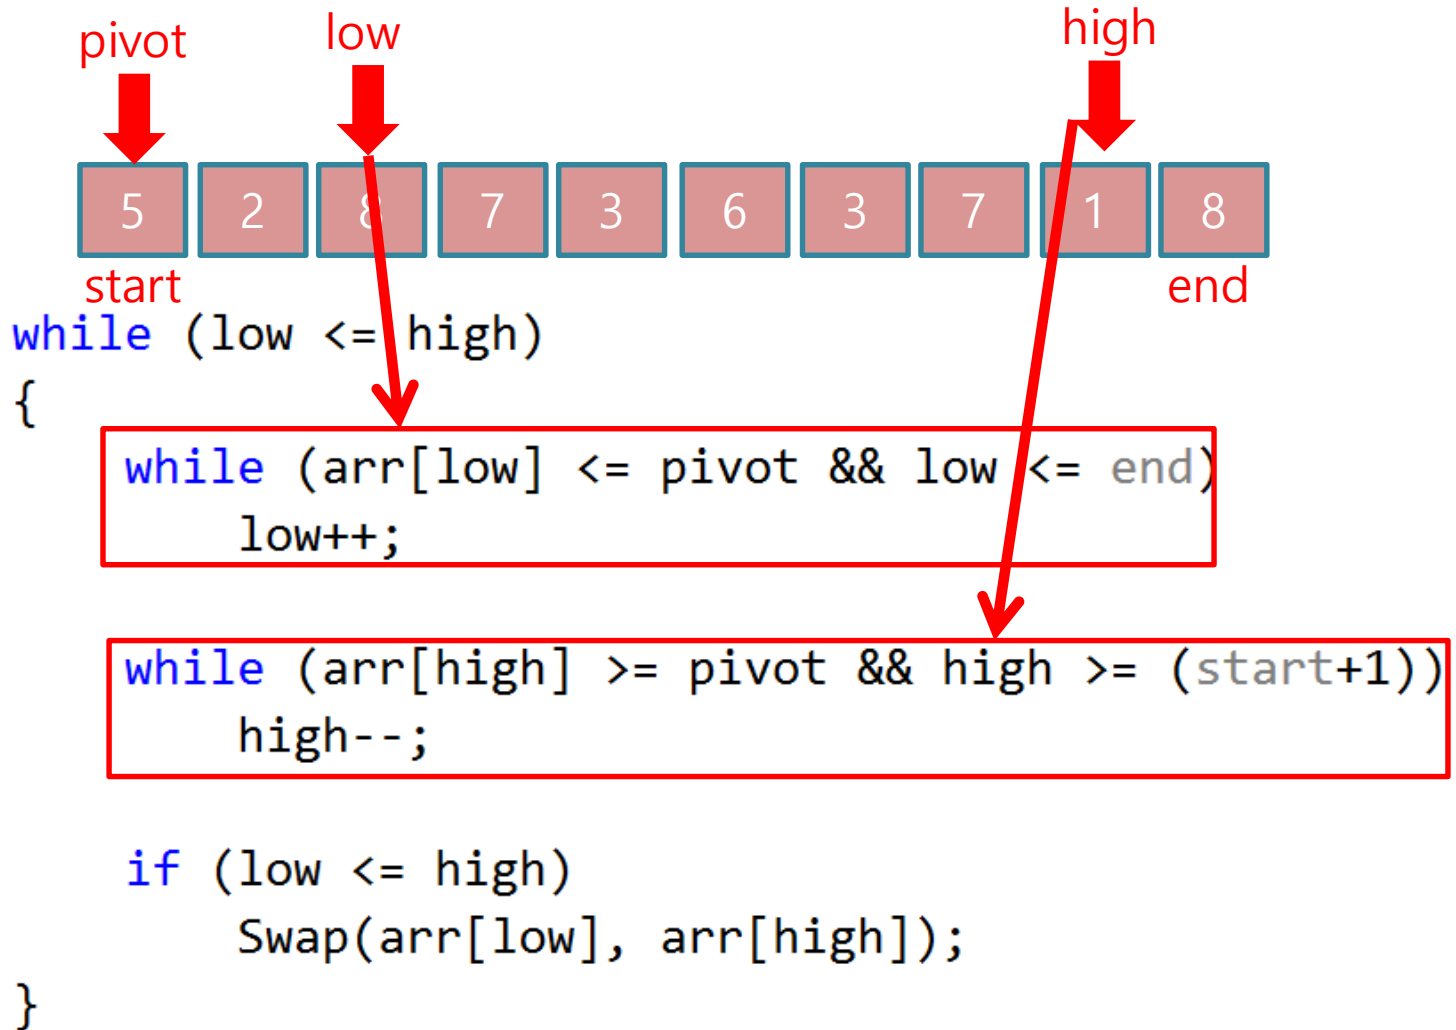 pivot low high
5 2 8 7 3 6 3 7 1 8
start end
while (low <= high)
{
while (arr[low] <= pivot && low <= end)
low++;
while (arr[high] >= pivot && high >= (start+1))
high--;
if (low <= high)
Swap(arr[low], arr[high]);
}